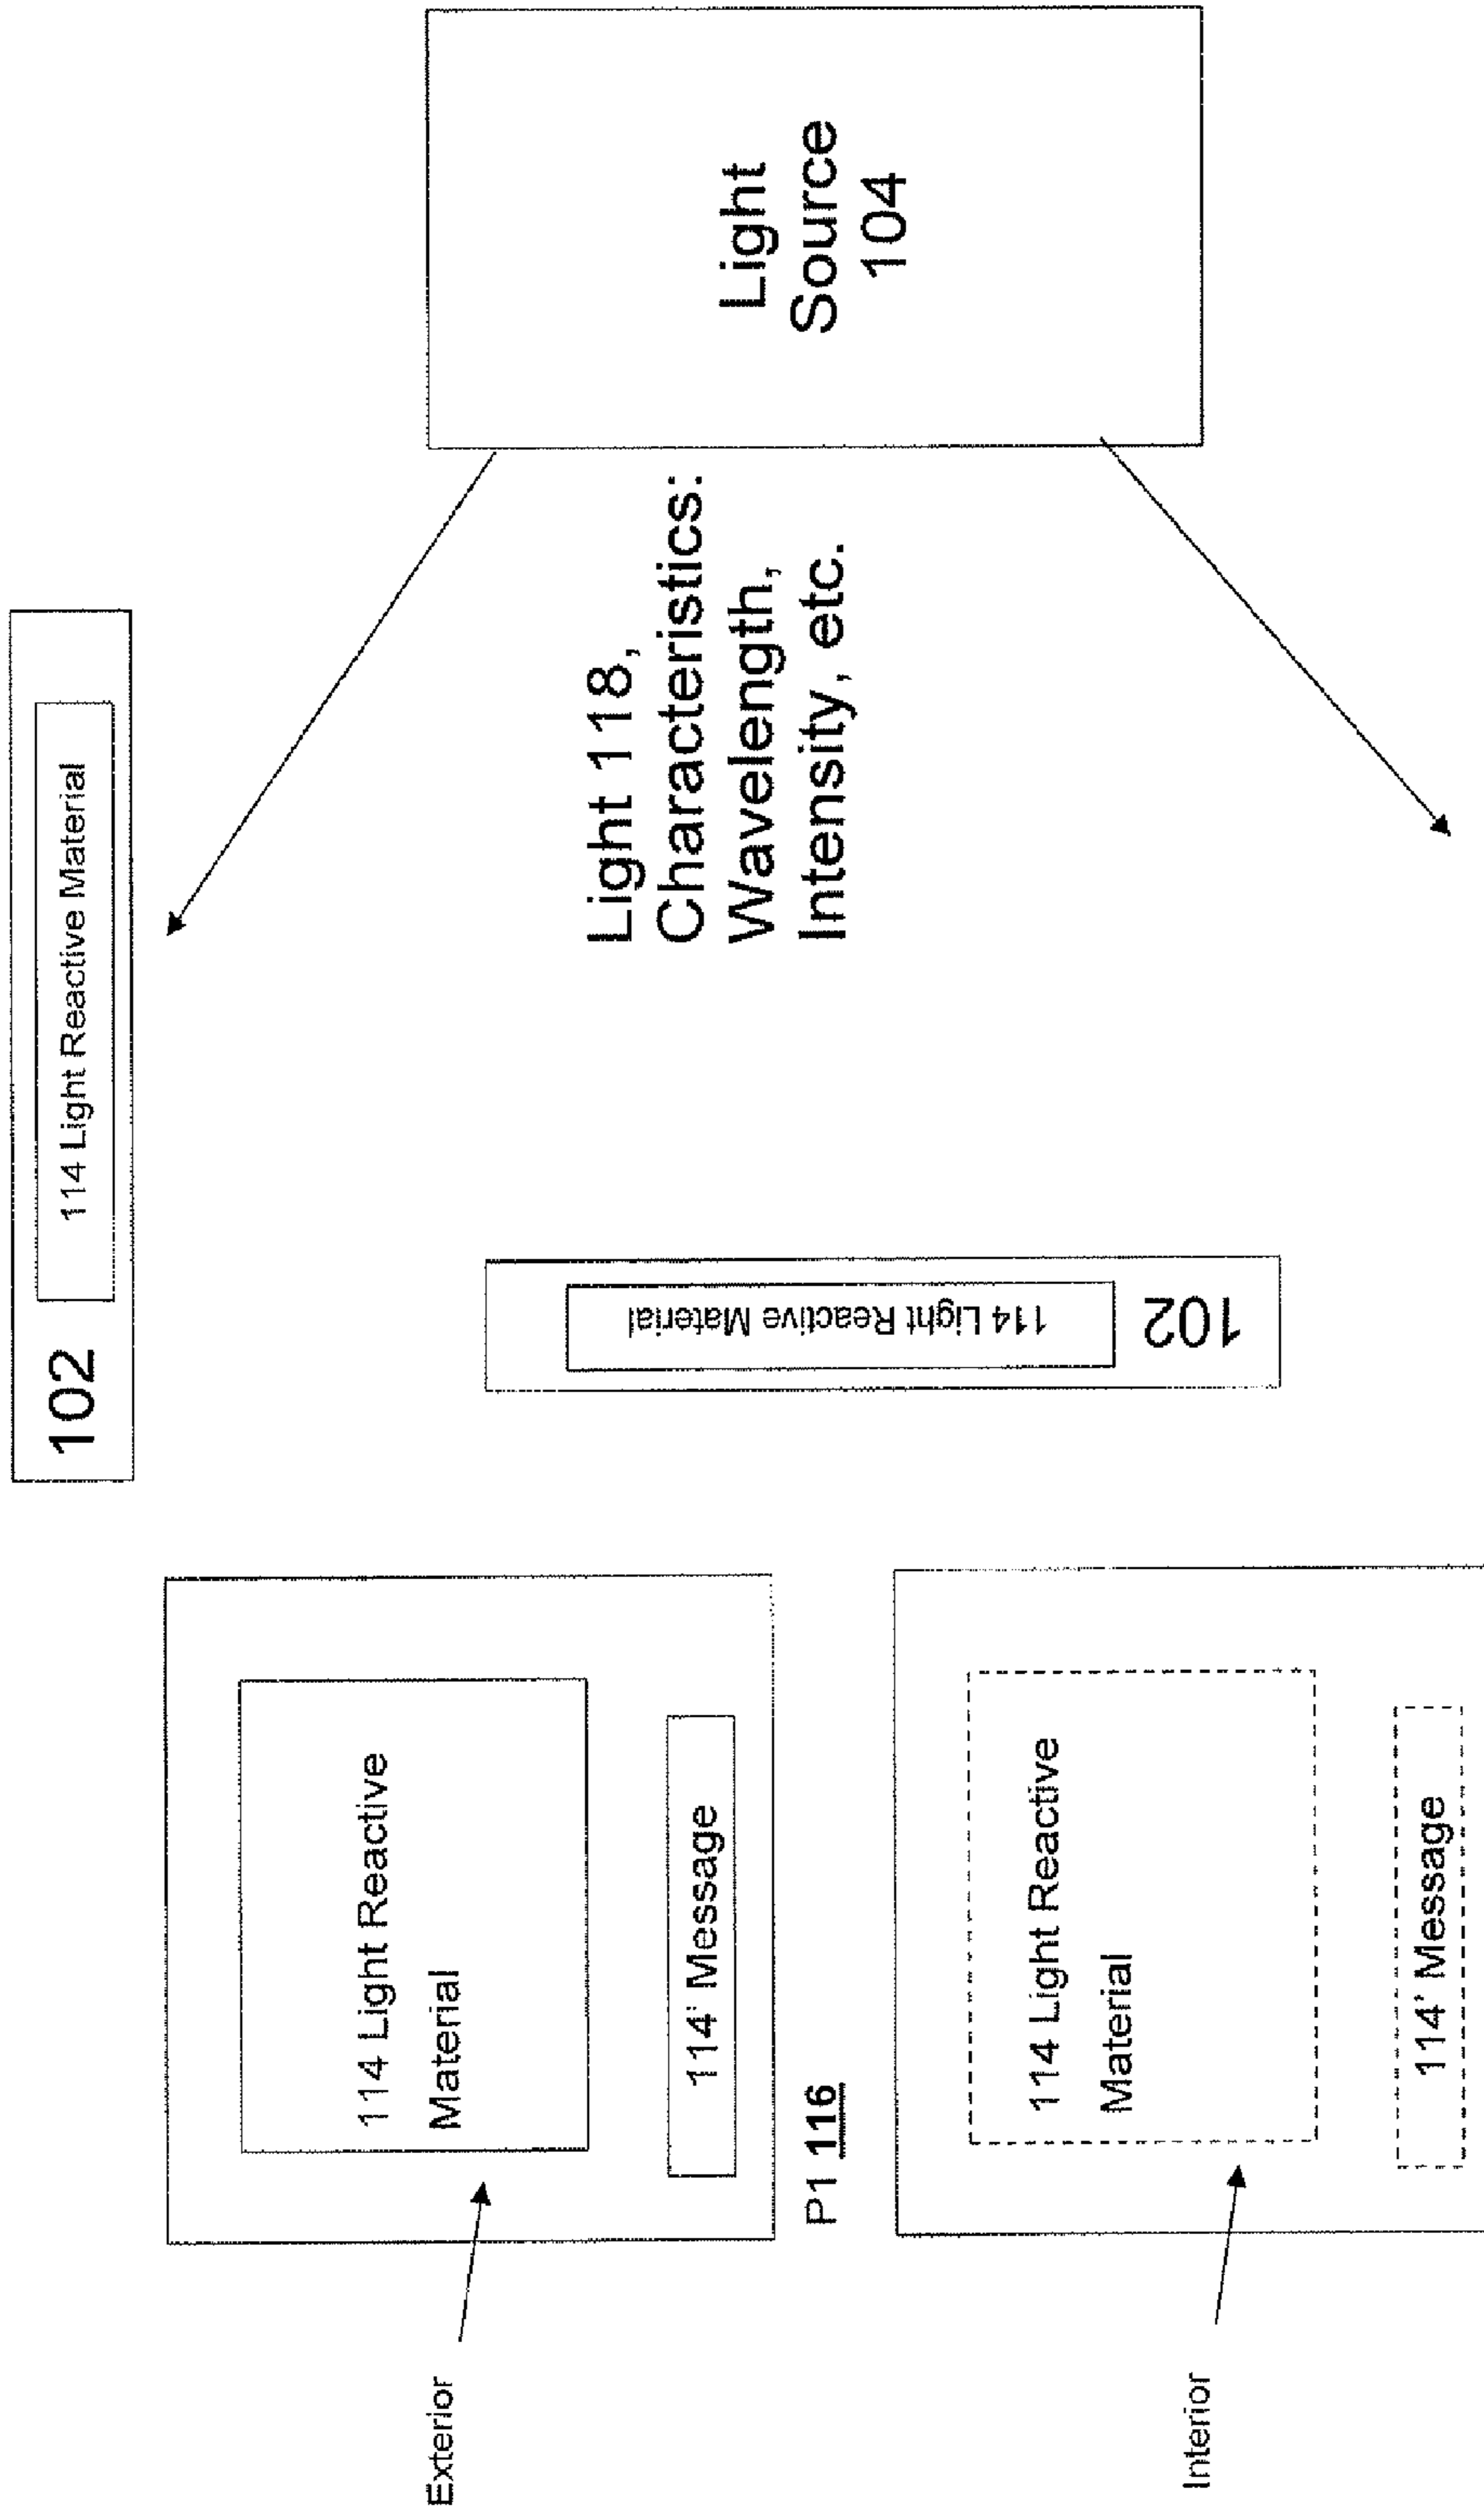 102
114 Light Reactive Material
Exterior
114 Light Reactive
Material
114' Message
P1 116
Light 118,
Characteristics:
Wavelength,
Intensity, etc.
Light
Source
104
114 Light Reactive Material
102
Interior
114 Light Reactive
Material
114' Message